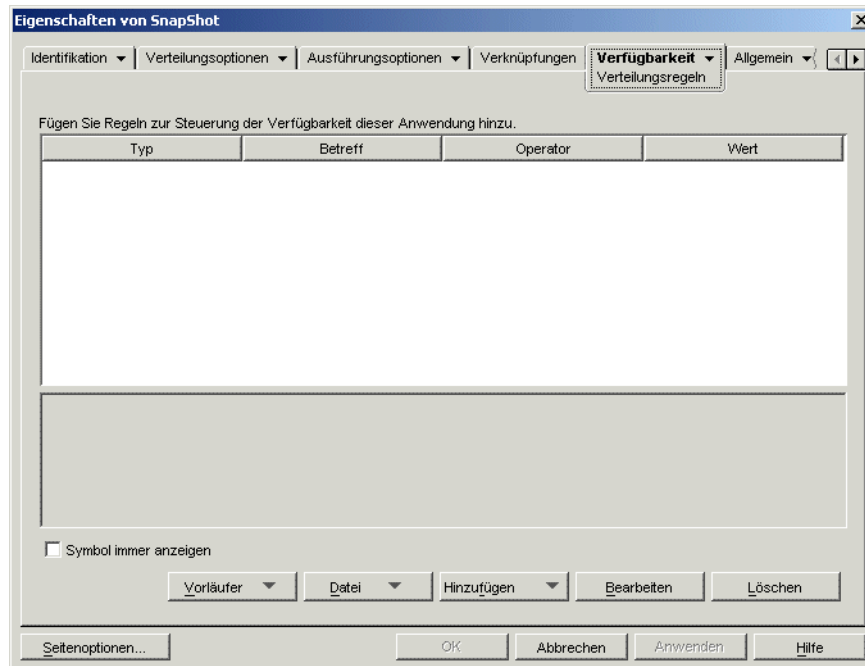 Eigenschaften von SnapShot
Identifikation Verteilungsoptionen Ausführungsoptionen Verknüpfungen Verfügbarkeit Allgemein
Verteilungsregeln
Fügen Sie Regeln zur Steuerung der Verfügbarkeit dieser Anwendung hinzu.
Typ Betreff Operator Wert
Symbol immer anzeigen
Vorläufer Datei Hinzufügen Bearbeiten Löschen
Seitenoptionen... OK Abbrechen Anwenden Hilfe